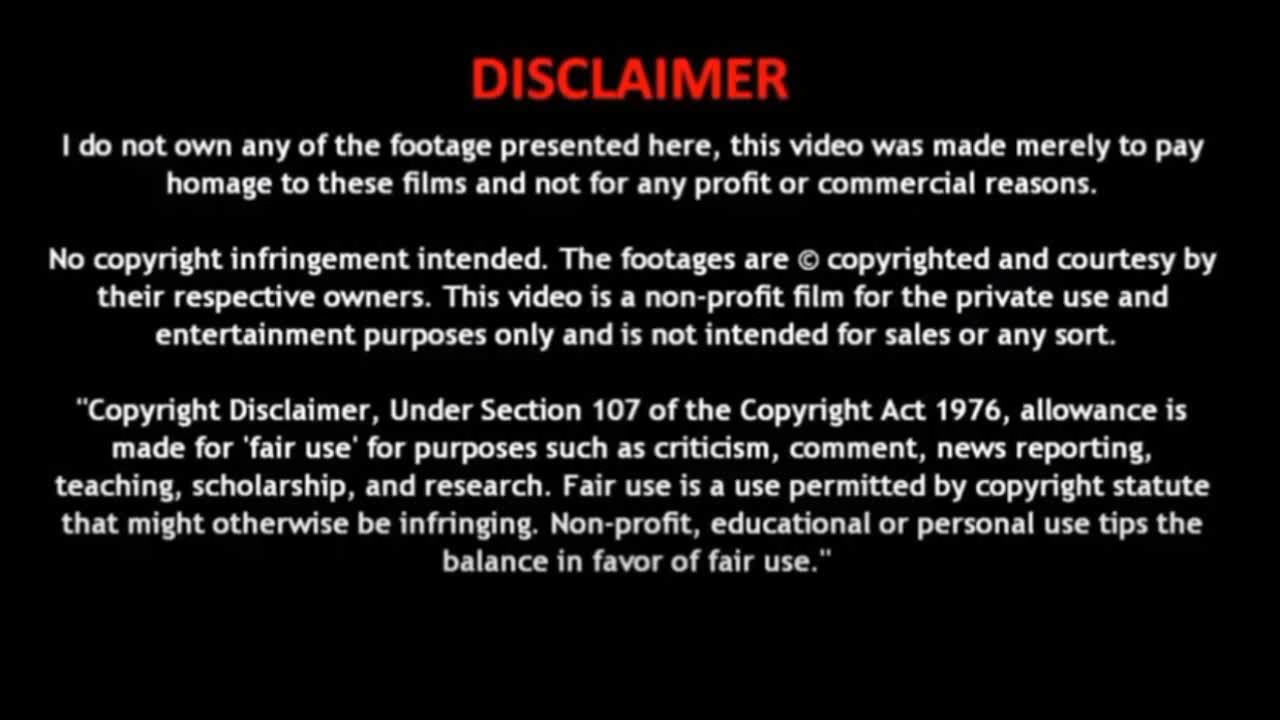 DISCLAIMER
I do not own any of the footage presented here, this video was made merely to pay
homage to these films and not for any profit or commercial reasons.
No copyright infringement intended. The footages are © copyrighted and courtesy by
their respective owners. This video is a non-profit film for the private use and
entertainment purposes only and is not intended for sales or any sort.
"Copyright Disclaimer, Under Section 107 of the Copyright Act 1976, allowance is
made for 'fair use' for purposes such as criticism, comment, news reporting,
teaching, scholarship, and research. Fair use is a use permitted by copyright statute
that might otherwise be infringing. Non-profit, educational or personal use tips the
balance in favor of fair use."